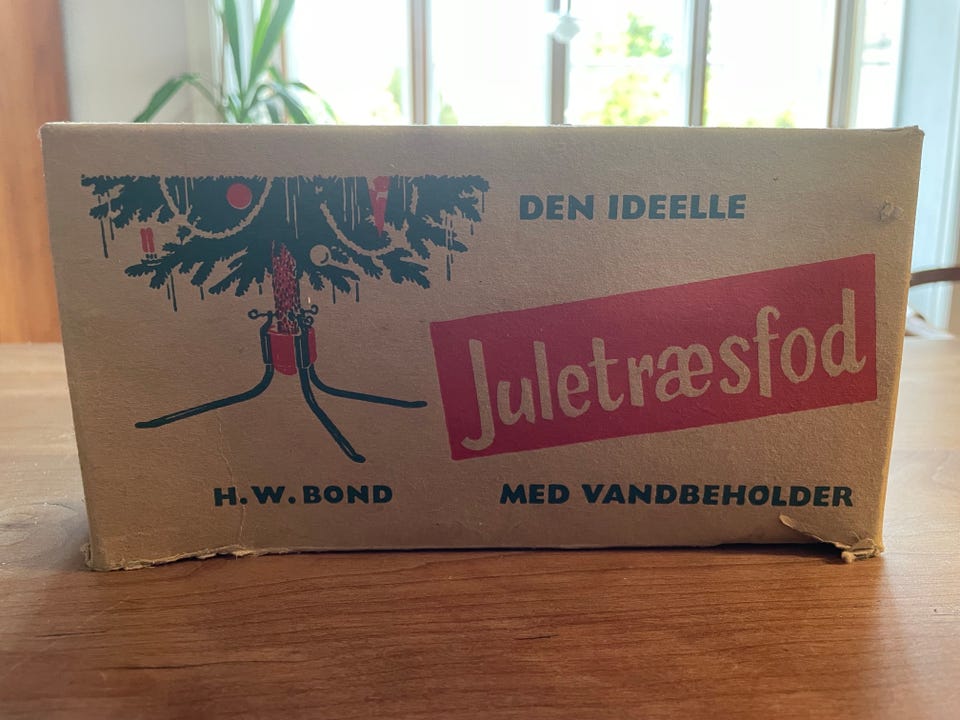 DEN IDEELLE
Juletræsfod
H.W.BOND
MED VANDBEHOLDER